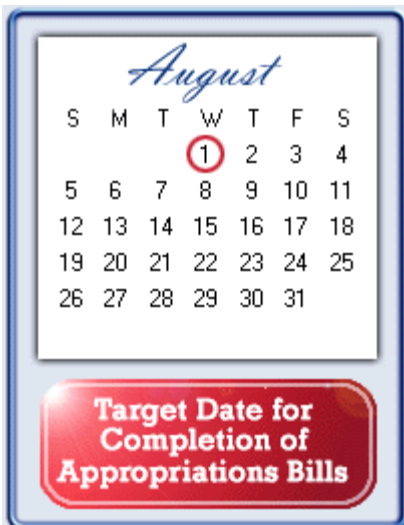 August
S M T W T F S
1 2 3 4
5 6 7 8 9 10 11
12 13 14 15 16 17 18
19 20 21 22 23 24 25
26 27 28 29 30 31
Target Date for
Completion of
Appropriations Bills